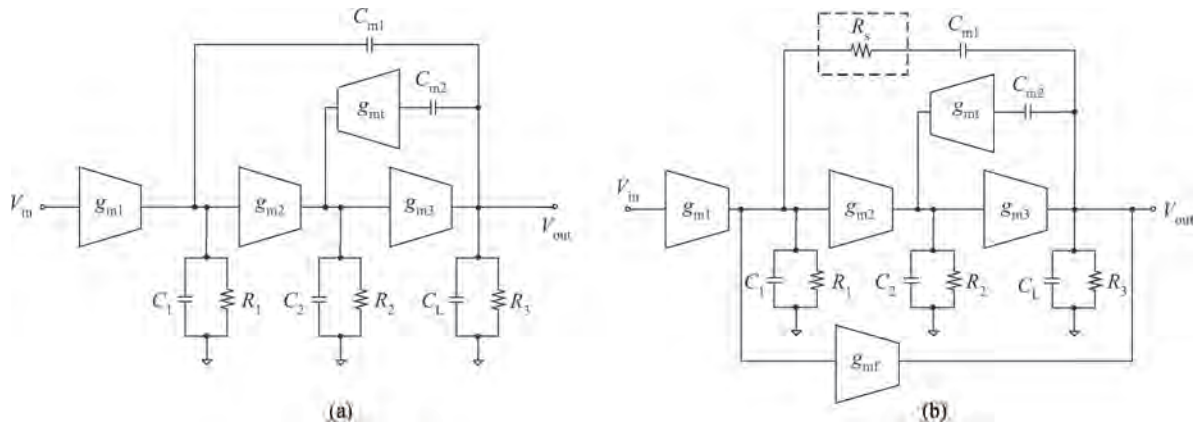 C_m1
C_m2
g_mt
V_in
g_m1
g_m2
g_m3
V_out
C_1
R_1
C_2
R_2
C_L
R_3
(a)
R_s
C_m1
C_m2
g_mt
V_in
g_m1
g_m2
g_m3
V_out
C_1
R_1
C_2
R_2
C_L
R_3
g_mf
(b)